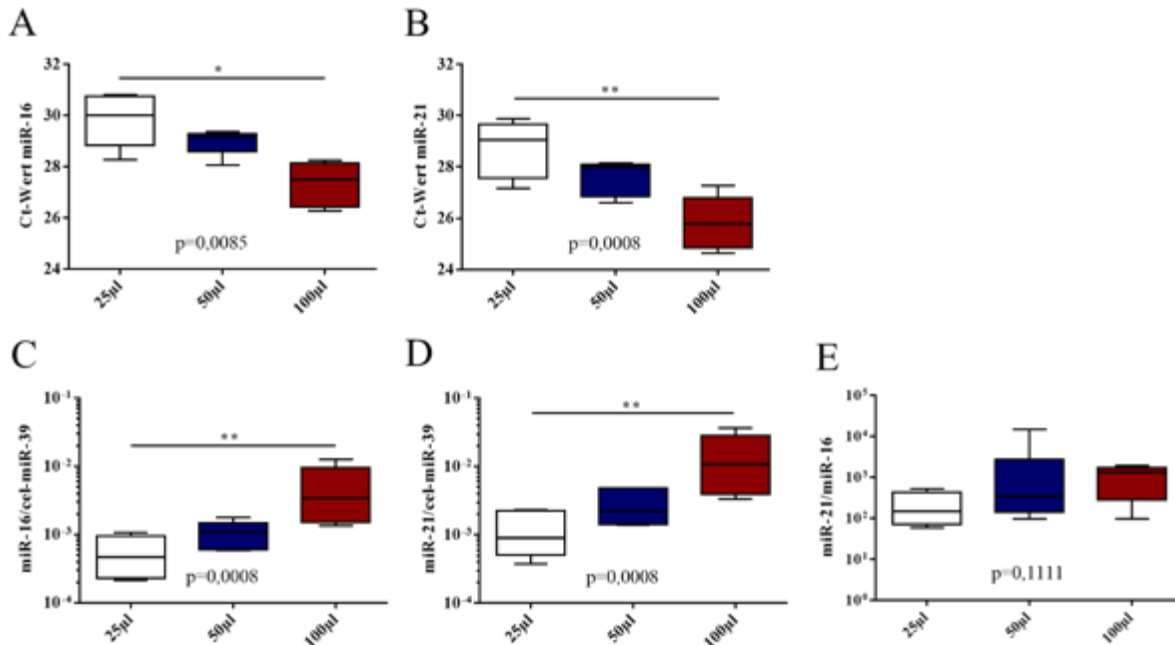 A
Ct-Wert miR-16
32
30
28
26
24
*
p=0,0085
25µl
50µl
100µl
B
Ct-Wert miR-21
32
30
28
26
24
**
p=0,0008
25µl
50µl
100µl
C
miR-16/cel-miR-39
10⁻¹
10⁻²
10⁻³
10⁻⁴
**
p=0,0008
25µl
50µl
100µl
D
miR-21/cel-miR-39
10⁻¹
10⁻²
10⁻³
10⁻⁴
**
p=0,0008
25µl
50µl
100µl
E
miR-21/miR-16
10⁵
10⁴
10³
10²
10¹
10⁰
p=0,1111
25µl
50µl
100µl